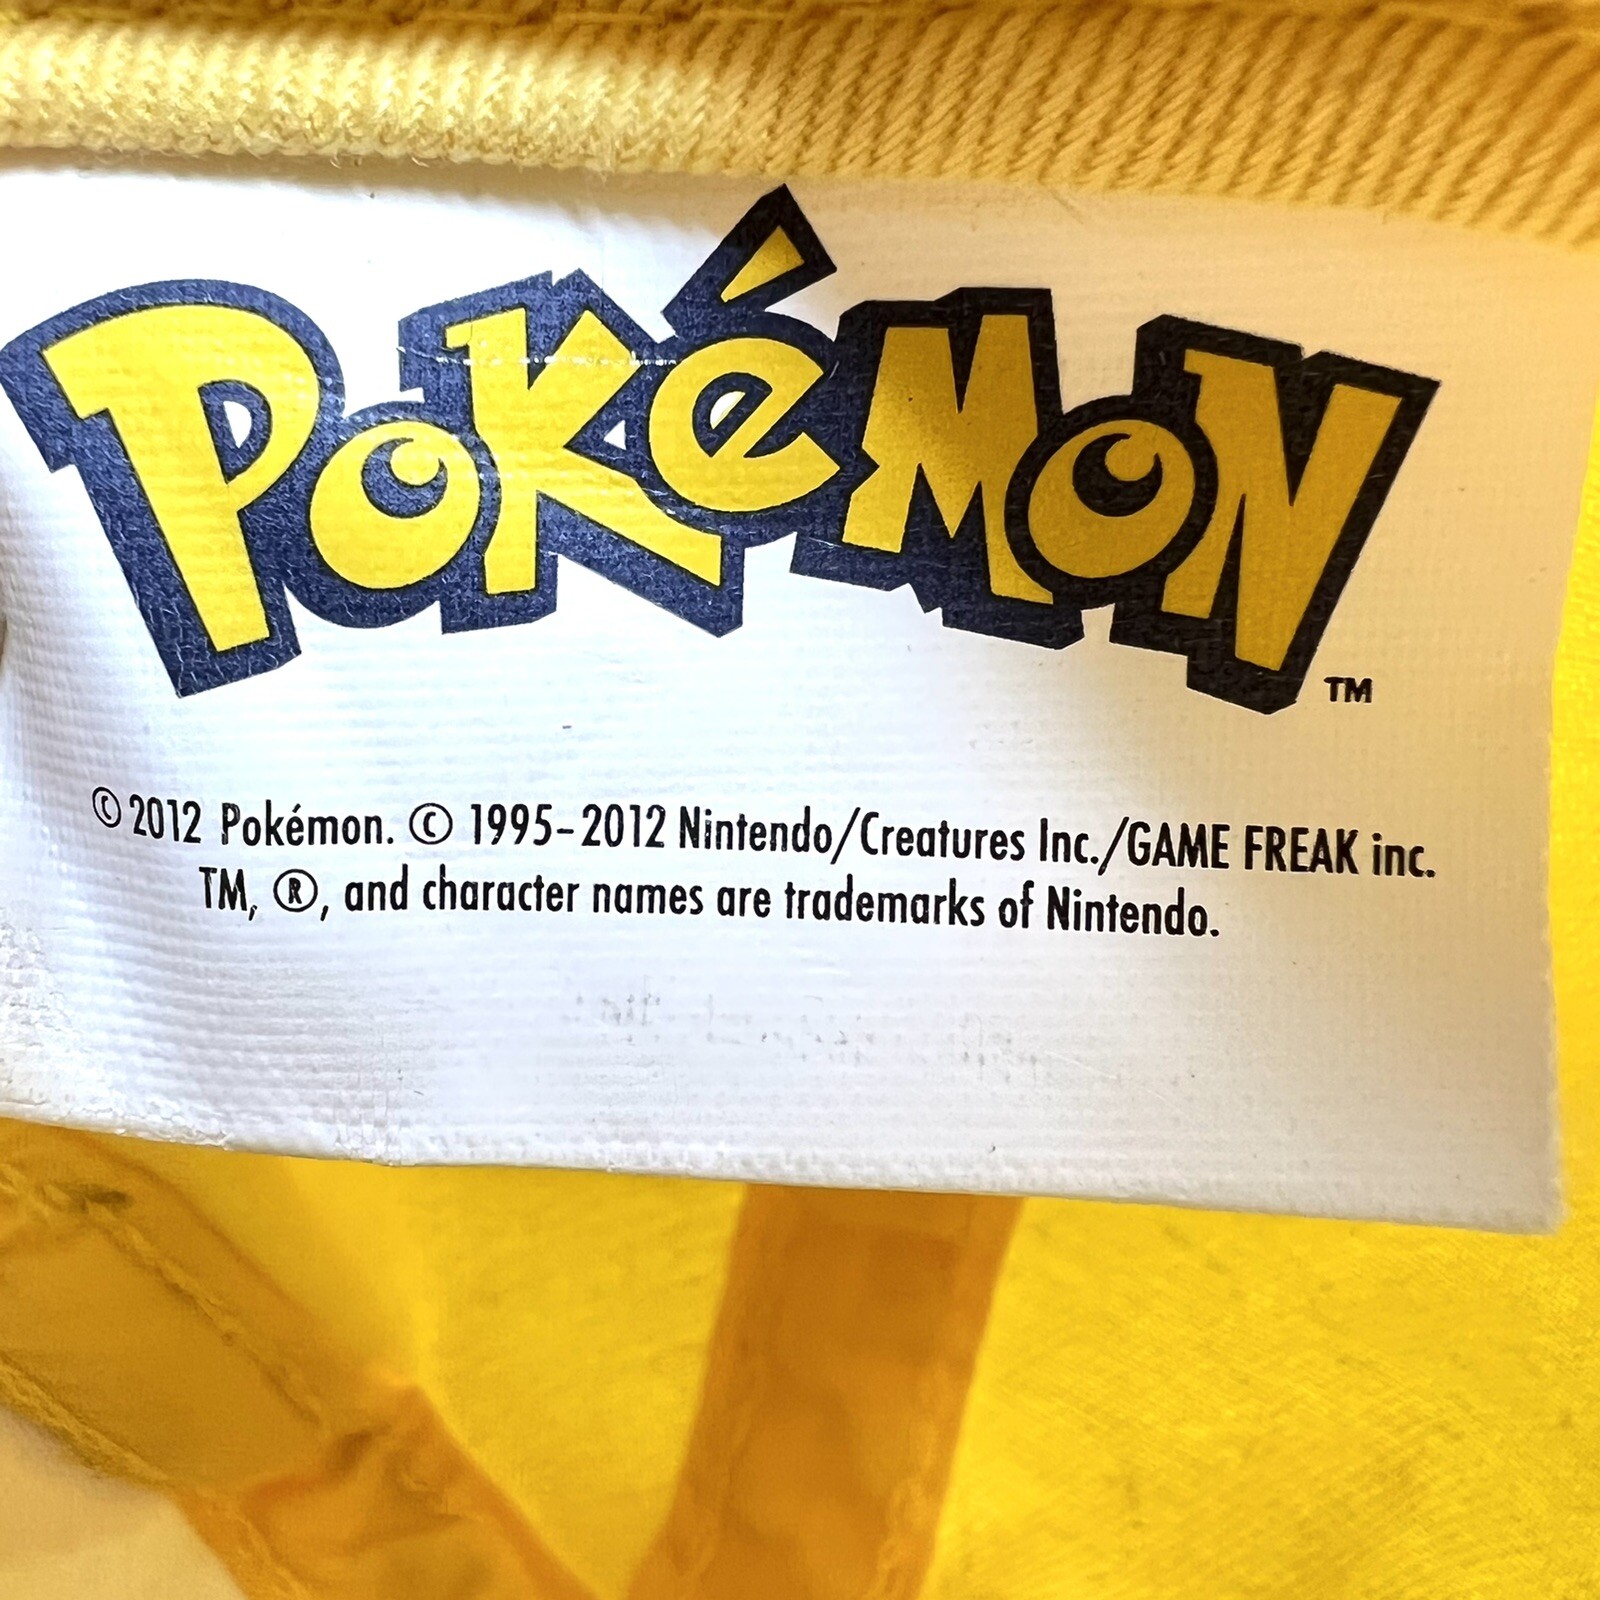 POKéMON TM
© 2012 Pokémon. © 1995-2012 Nintendo/Creatures Inc./GAME FREAK inc.
TM, ®, and character names are trademarks of Nintendo.